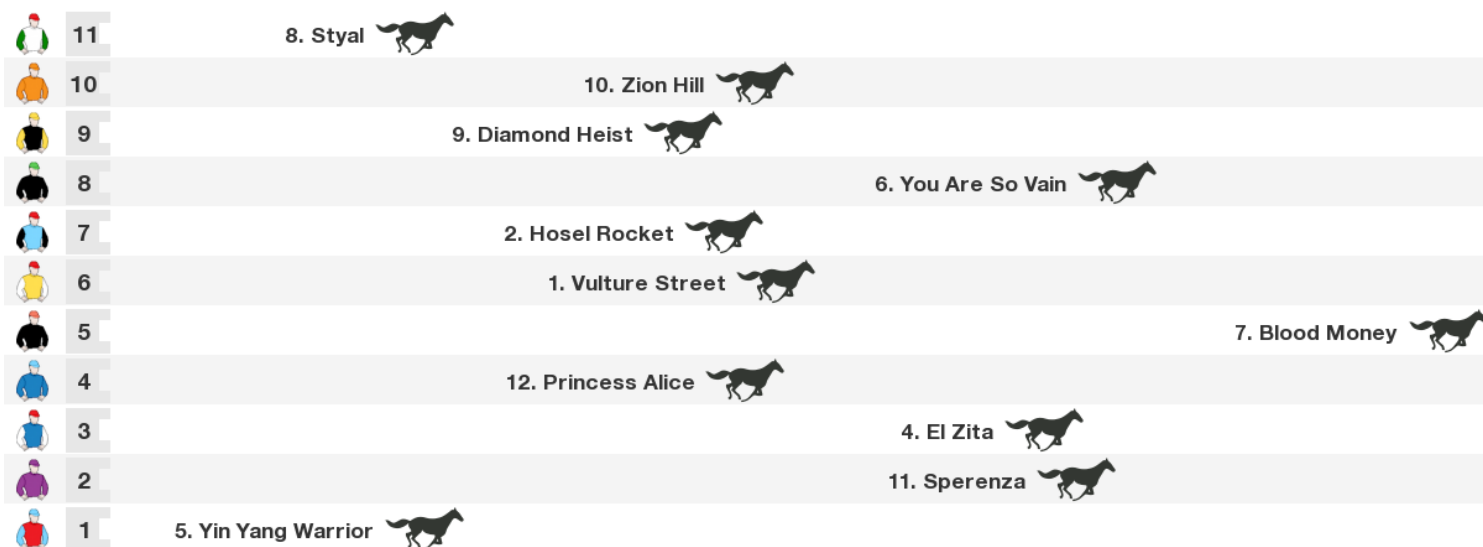 11 8. Styal
10 10. Zion Hill
9 9. Diamond Heist
8 6. You Are So Vain
7 2. Hosel Rocket
6 1. Vulture Street
5 7. Blood Money
4 12. Princess Alice
3 4. El Zita
2 11. Sperenza
1 5. Yin Yang Warrior